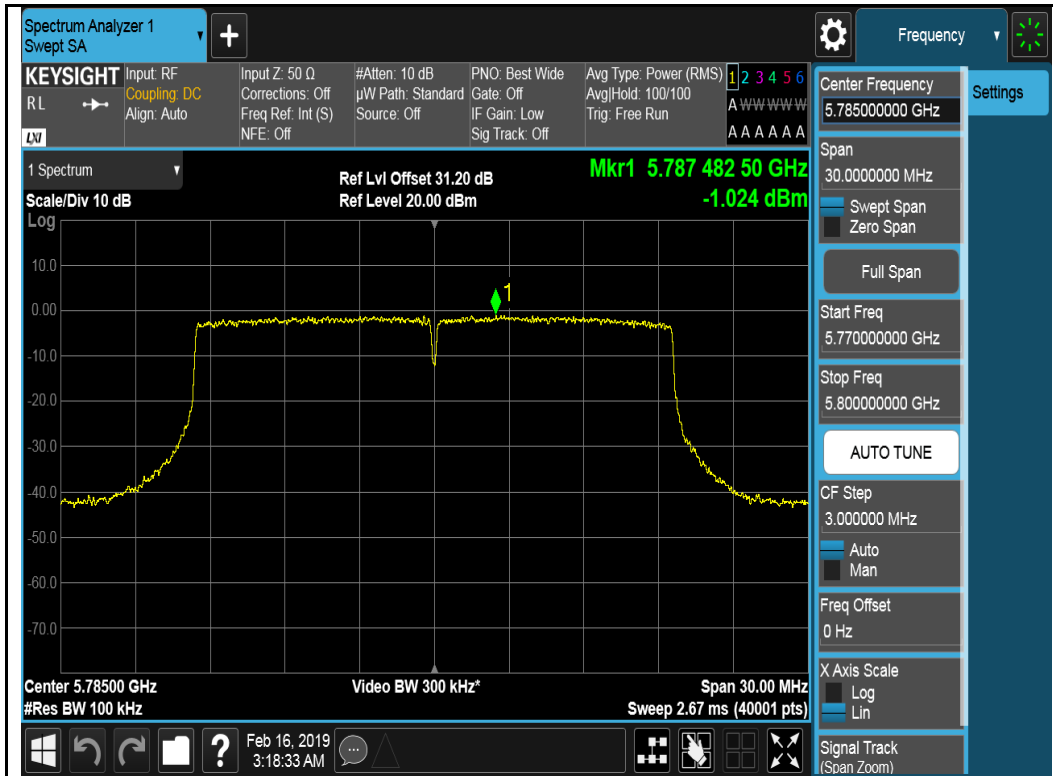 Spectrum Analyzer 1
Swept SA
+
Frequency
KEYSIGHT
RL
LXI
Input: RF
Coupling: DC
Align: Auto
Input Z: 50 Ω
Corrections: Off
Freq Ref: Int (S)
NFE: Off
#Atten: 10 dB
µW Path: Standard
Source: Off
PNO: Best Wide
Gate: Off
IF Gain: Low
Sig Track: Off
Avg Type: Power (RMS)
Avg|Hold: 100/100
Trig: Free Run
1 2 3 4 5 6
A W W W W W
A A A A A A
1 Spectrum
Scale/Div 10 dB
Log
Ref Lvl Offset 31.20 dB
Ref Level 20.00 dBm
Mkr1 5.787 482 50 GHz
-1.024 dBm
10.0
0.00
-10.0
-20.0
-30.0
-40.0
-50.0
-60.0
-70.0
1
Center 5.78500 GHz
#Res BW 100 kHz
Video BW 300 kHz*
Span 30.00 MHz
Sweep 2.67 ms (40001 pts)
Center Frequency
5.785000000 GHz
Span
30.0000000 MHz
Swept Span
Zero Span
Full Span
Start Freq
5.770000000 GHz
Stop Freq
5.800000000 GHz
AUTO TUNE
CF Step
3.000000 MHz
Auto
Man
Freq Offset
0 Hz
X Axis Scale
Log
Lin
Signal Track
(Span Zoom)
Settings
?
Feb 16, 2019
3:18:33 AM